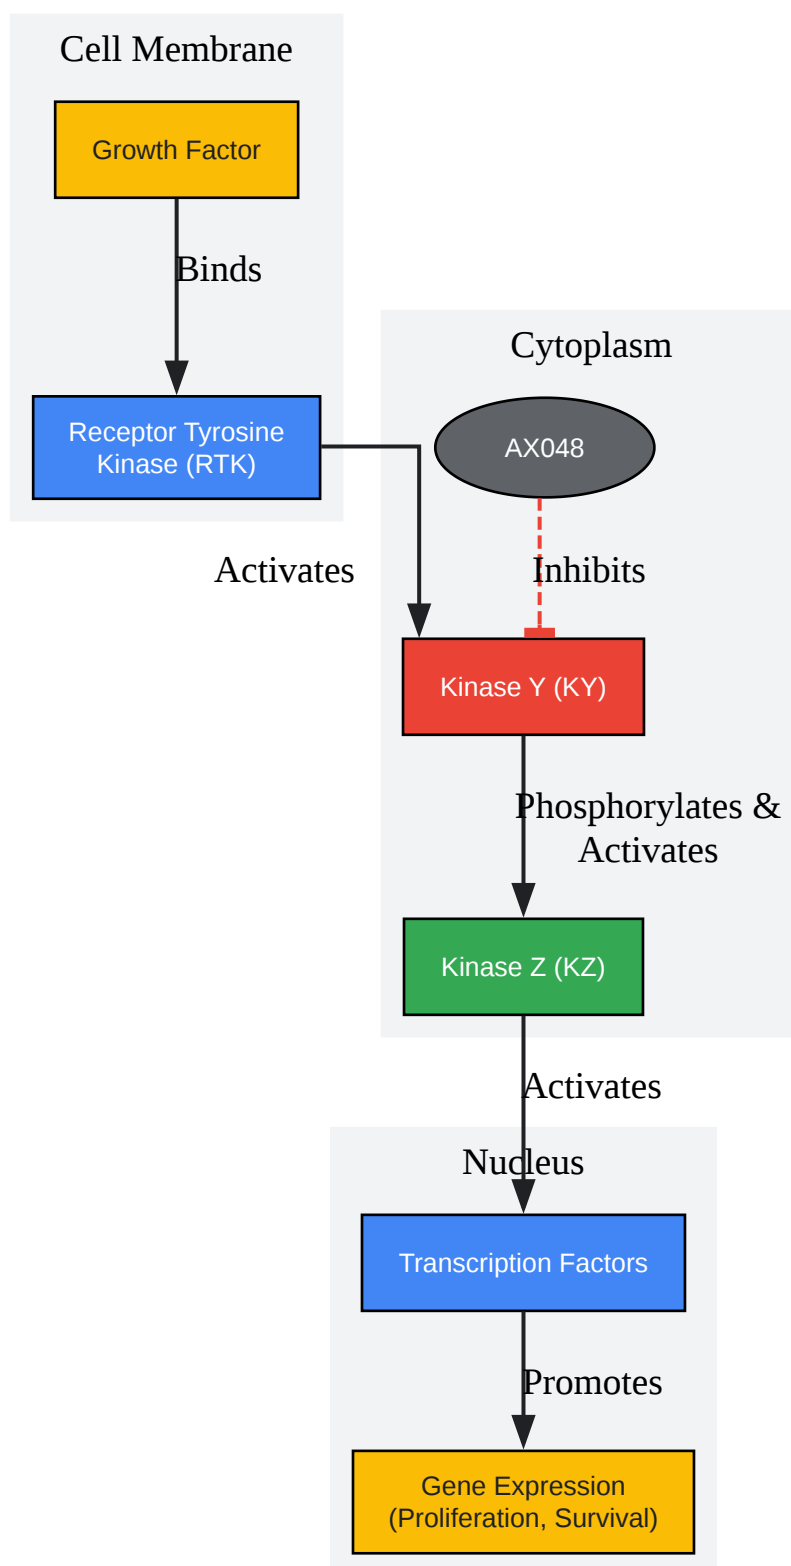 Cell Membrane
Growth Factor
Binds
Receptor Tyrosine
Kinase (RTK)
Activates
Cytoplasm
AX048
Inhibits
Kinase Y (KY)
Phosphorylates &
Activates
Kinase Z (KZ)
Activates
Nucleus
Transcription Factors
Promotes
Gene Expression
(Proliferation, Survival)